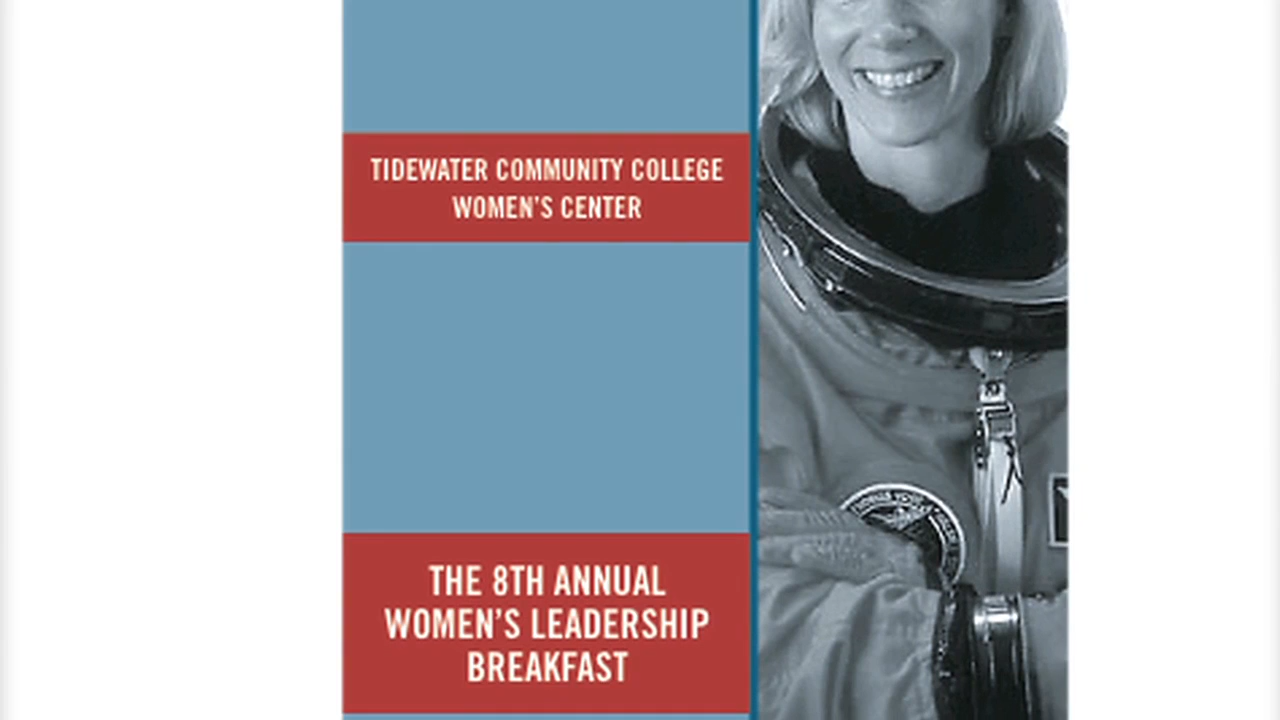 TIDEWATER COMMUNITY COLLEGE
WOMEN'S CENTER
THE 8TH ANNUAL
WOMEN'S LEADERSHIP
BREAKFAST